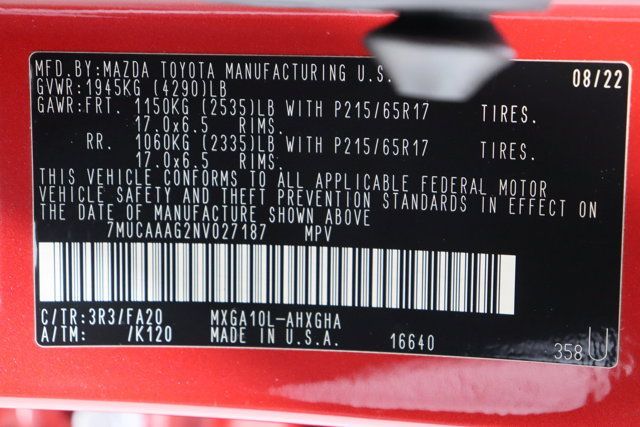 MFD.BY:MAZDA TOYOTA MANUFACTURING U.S. 08/22
GVWR:1945KG (4290)LB
GAWR:FRT. 1150KG (2535)LB WITH P215/65R17 TIRES.
17.0x6.5 RIMS.
RR. 1060KG (2335)LB WITH P215/65R17 TIRES.
17.0x6.5 RIMS.
THIS VEHICLE CONFORMS TO ALL APPLICABLE FEDERAL MOTOR
VEHICLE SAFETY AND THEFT PREVENTION STANDARDS IN EFFECT ON
THE DATE OF MANUFACTURE SHOWN ABOVE
7MUCAAAG2NV027187 MPV
C/TR:3R3/FA20 MXGA10L-AHXGHA
A/TM: /K120 MADE IN U.S.A. 16640
358 U